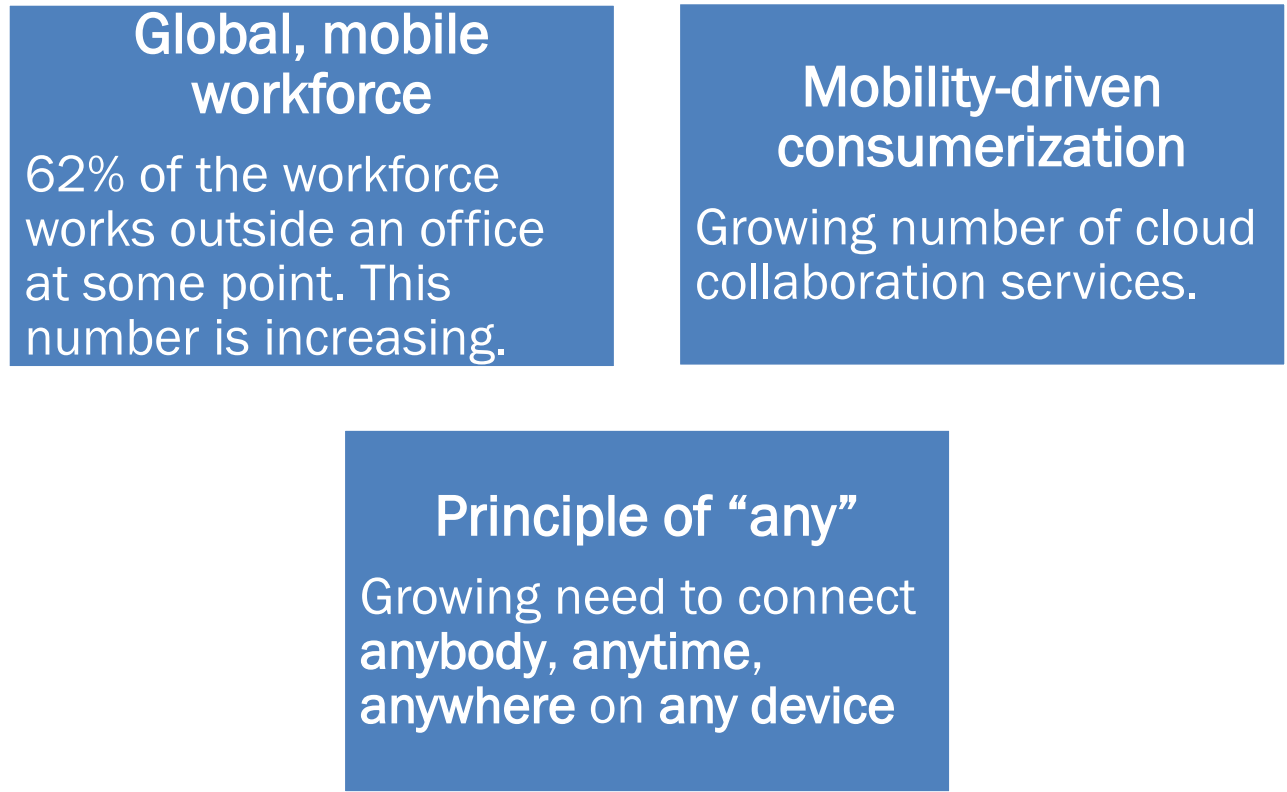 Global, mobile
workforce
62% of the workforce
works outside an office
at some point. This
number is increasing.
Mobility-driven
consumerization
Growing number of cloud
collaboration services.
Principle of “any”
Growing need to connect
anybody, anytime,
anywhere on any device